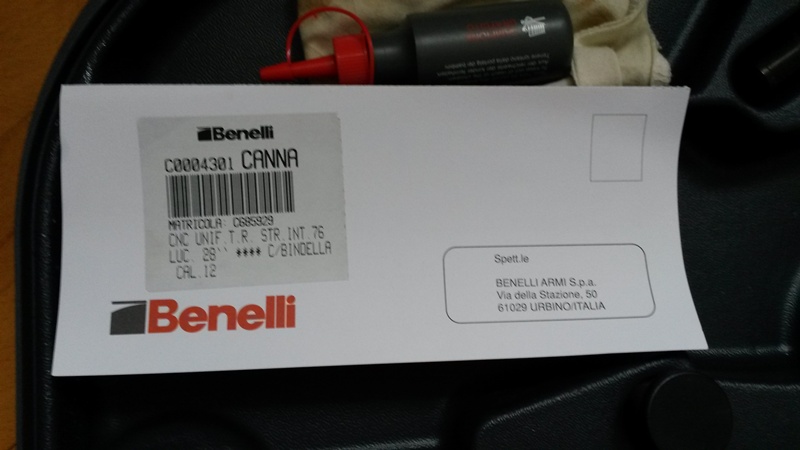 Benelli
C0004301 CANNA
MATRICOLA: C685929
CNC UNIF.T.R. STR.INT.76
LUC. 28'' **** C/BINDELLA
CAL.12
Benelli
Spett.le
BENELLI ARMI S.p.a.
Via della Stazione, 50
61029 URBINO/ITALIA